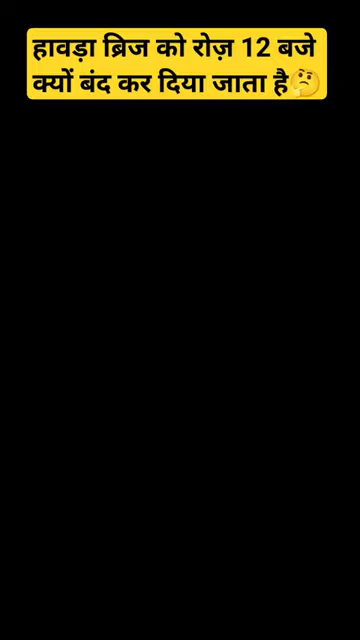 हावड़ा ब्रिज को रोज़ 12 बजे
क्यों बंद कर दिया जाता है🤔